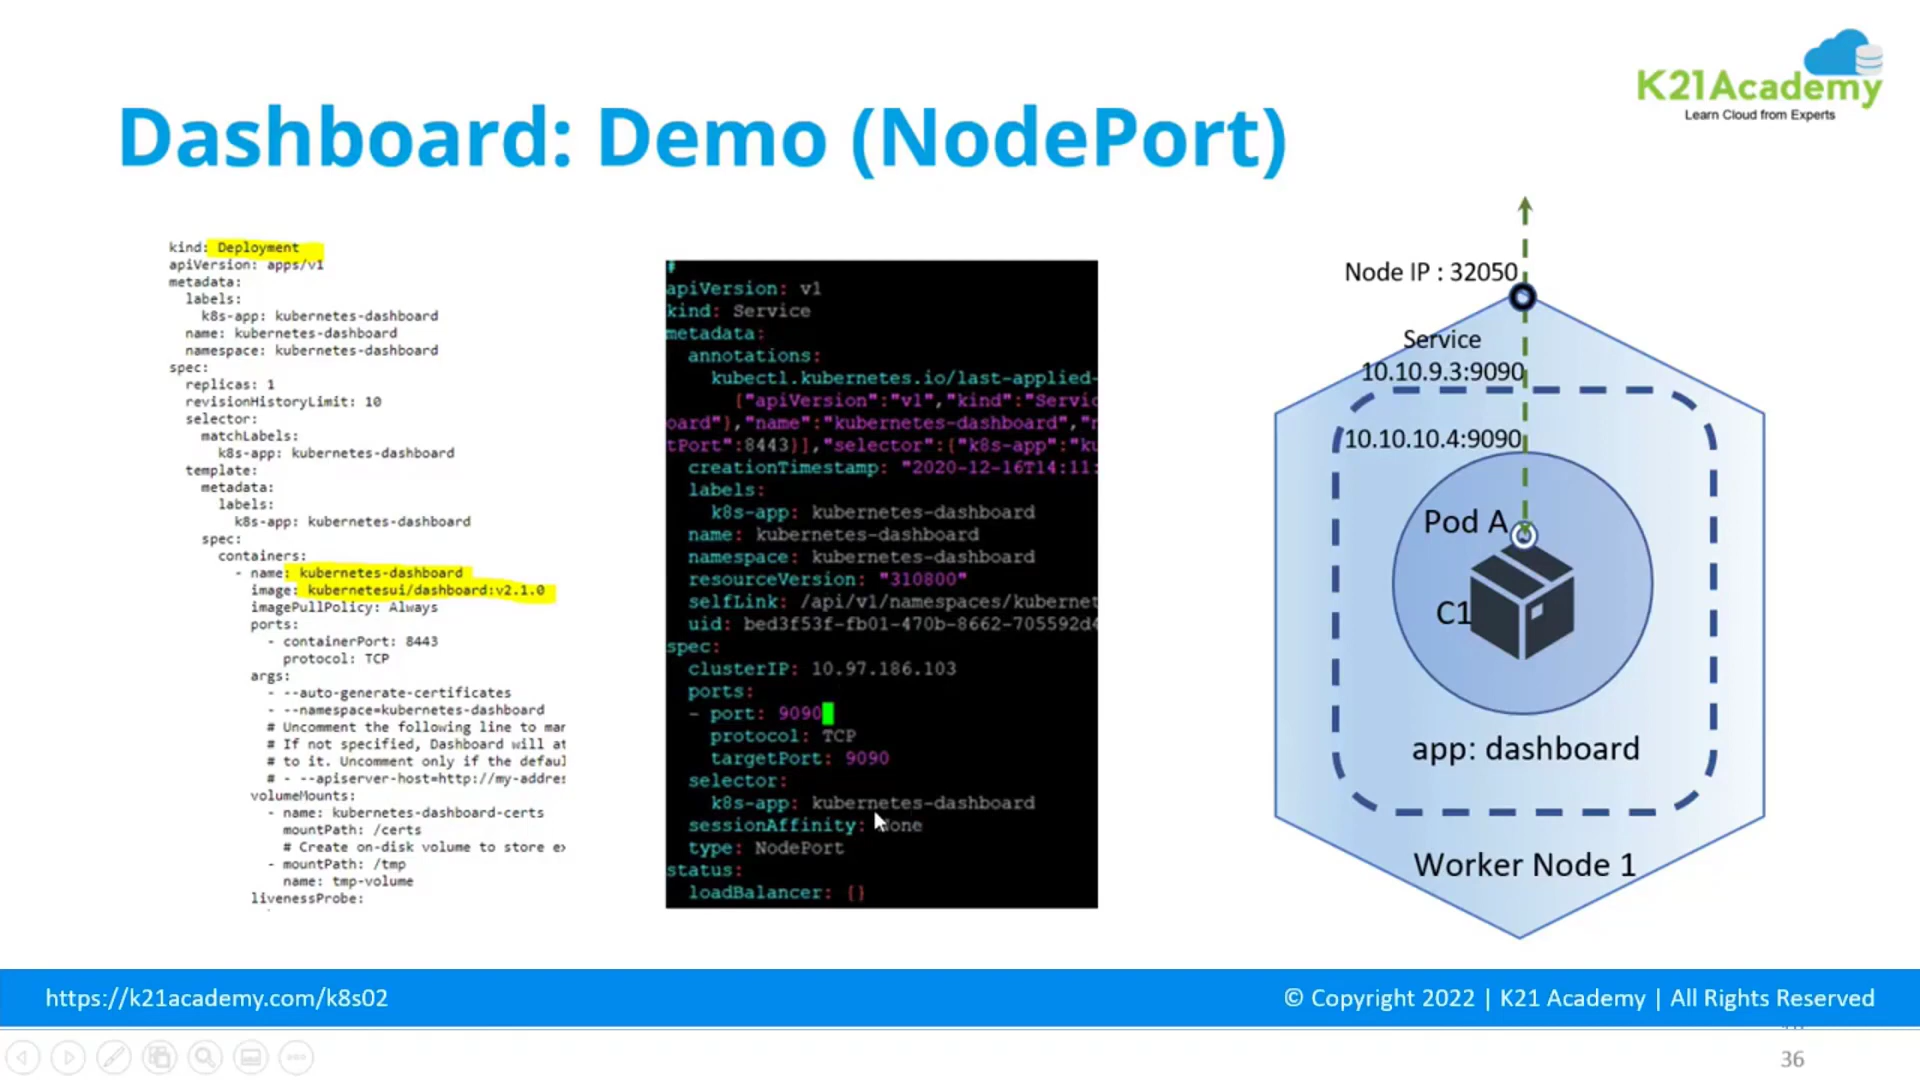 K21Academy
Learn Cloud from Experts
Dashboard: Demo (NodePort)
kind: Deployment
apiVersion: apps/v1
metadata:
labels:
k8s-app: kubernetes-dashboard
name: kubernetes-dashboard
namespace: kubernetes-dashboard
spec:
replicas: 1
revisionHistoryLimit: 10
selector:
matchLabels:
k8s-app: kubernetes-dashboard
template:
metadata:
labels:
k8s-app: kubernetes-dashboard
spec:
containers:
- name: kubernetes-dashboard
image: kubernetesui/dashboard:v2.1.0
imagePullPolicy: Always
ports:
- containerPort: 8443
protocol: TCP
args:
- --auto-generate-certificates
- --namespace=kubernetes-dashboard
# Uncomment the following line to mar
# If not specified, Dashboard will at
# to it. Uncomment only if the defaul
# - --apiserver-host=http://my-addres
volumeMounts:
- name: kubernetes-dashboard-certs
mountPath: /certs
# Create on-disk volume to store ex
- mountPath: /tmp
name: tmp-volume
livenessProbe:
#
apiVersion: v1
kind: Service
metadata:
annotations:
kubectl.kubernetes.io/last-applied-
{"apiVersion":"v1","kind":"Servic
oard"},"name":"kubernetes-dashboard","n
tPort":8443}],"selector":{"k8s-app":"ku
creationTimestamp: "2020-12-16T14:11:
labels:
k8s-app: kubernetes-dashboard
name: kubernetes-dashboard
namespace: kubernetes-dashboard
resourceVersion: "310800"
selfLink: /api/v1/namespaces/kubernet
uid: bed3f53f-fb01-470b-8662-705592d4
spec:
clusterIP: 10.97.186.103
ports:
- port: 9090
protocol: TCP
targetPort: 9090
selector:
k8s-app: kubernetes-dashboard
sessionAffinity: None
type: NodePort
status:
loadBalancer: {}
Node IP : 32050
Service
10.10.9.3:9090
10.10.10.4:9090
Pod A
C1
app: dashboard
Worker Node 1
https://k21academy.com/k8s02
© Copyright 2022 | K21 Academy | All Rights Reserved
36